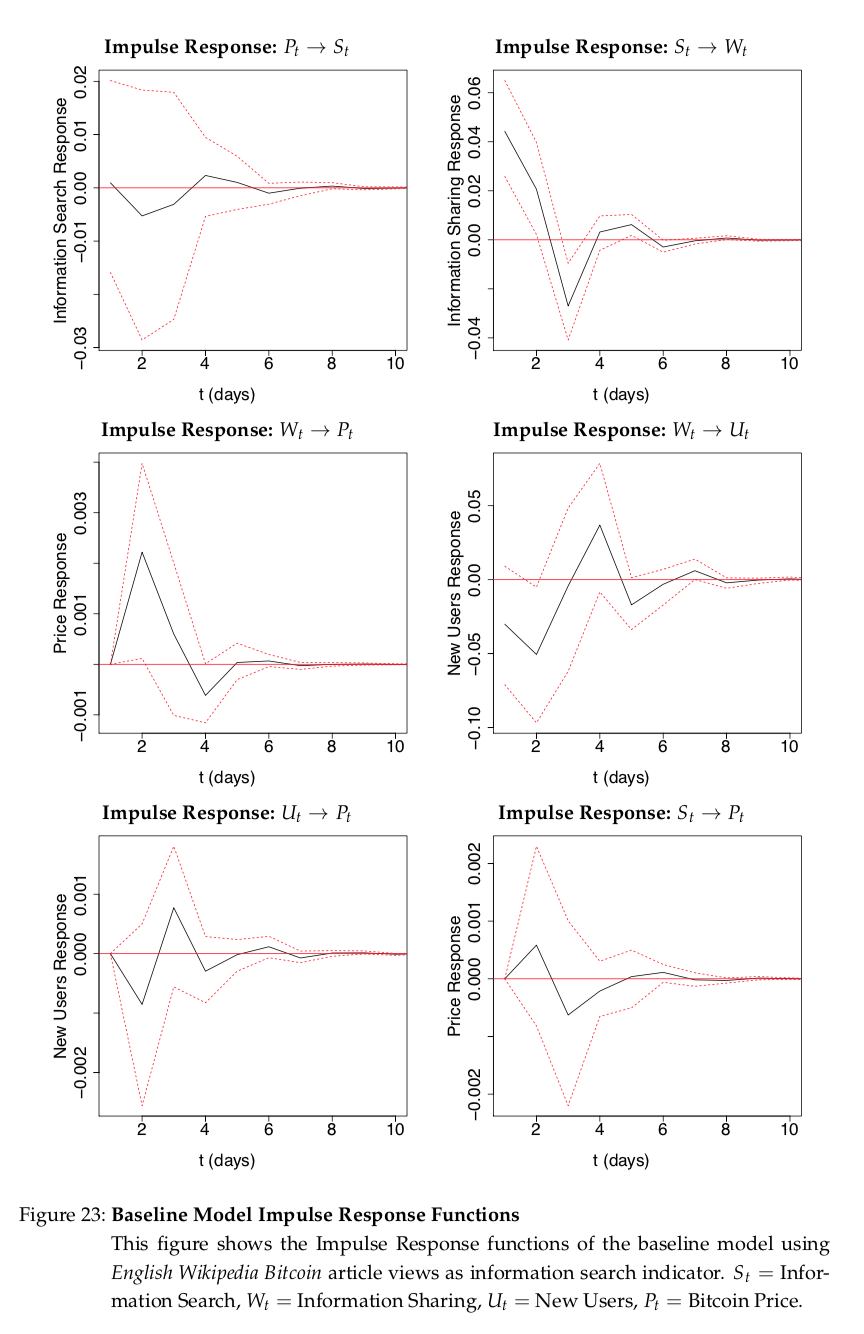 Impulse Response: Pₜ → Sₜ
Information Search Response
0.02
0.01
0.00
−0.01
−0.03
2 4 6 8 10
t (days)
Impulse Response: Sₜ → Wₜ
Information Sharing Response
0.06
0.04
0.02
0.00
−0.04
2 4 6 8 10
t (days)
Impulse Response: Wₜ → Pₜ
Price Response
0.003
0.001
−0.001
2 4 6 8 10
t (days)
Impulse Response: Wₜ → Uₜ
New Users Response
0.05
0.00
−0.05
−0.10
2 4 6 8 10
t (days)
Impulse Response: Uₜ → Pₜ
New Users Response
0.001
0.000
−0.002
2 4 6 8 10
t (days)
Impulse Response: Sₜ → Pₜ
Price Response
0.002
0.001
0.000
−0.002
2 4 6 8 10
t (days)
Figure 23: Baseline Model Impulse Response Functions
This figure shows the Impulse Response functions of the baseline model using
English Wikipedia Bitcoin article views as information search indicator. Sₜ = Infor-
mation Search, Wₜ = Information Sharing, Uₜ = New Users, Pₜ = Bitcoin Price.